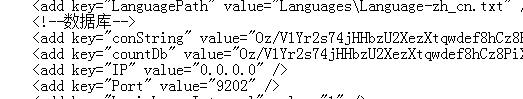 <add key="LanguagePath" value="Languages\Language-zh_cn.txt" /
<!--数据库-->
<add key="conString" value="Oz/V1Yr2s74jHHbzU2XezXtqwdef8hCz8
<add key="countDb" value="Oz/V1Yr2s74jHHbzU2XezXtqwdef8hCz8PiX
<add key="IP" value="0.0.0.0" />
<add key="Port" value="9202" />